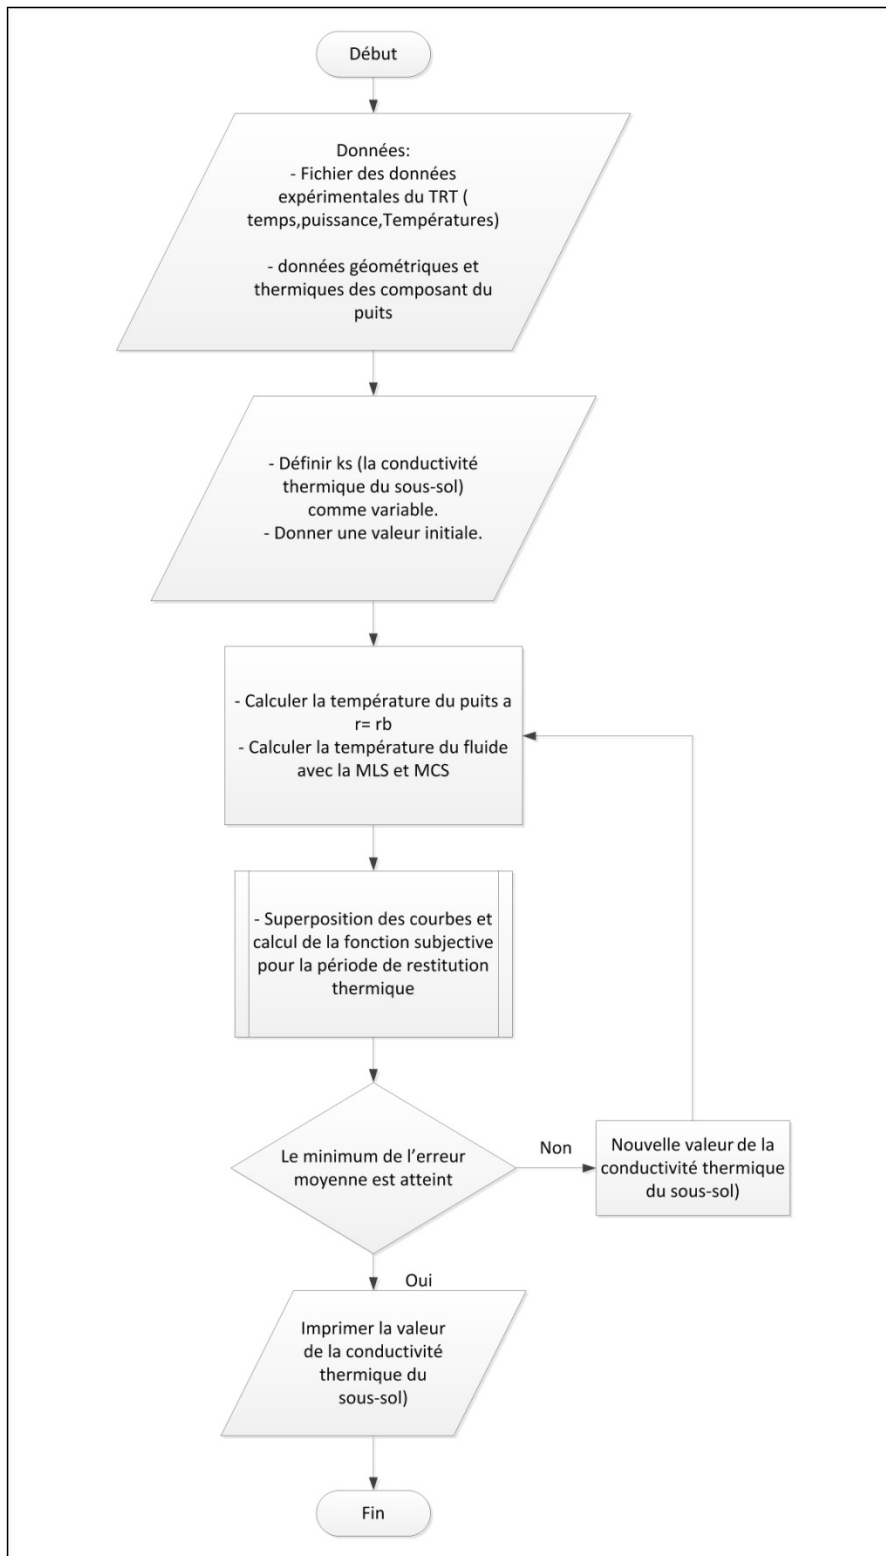 Début
Données:
- Fichier des données
expérimentales du TRT (
temps,puissance,Températures)
- données géométriques et
thermiques des composant du
puits
- Définir ks (la conductivité
thermique du sous-sol)
comme variable.
- Donner une valeur initiale.
- Calculer la température du puits a
r= rb
- Calculer la température du fluide
avec la MLS et MCS
- Superposition des courbes et
calcul de la fonction subjective
pour la période de restitution
thermique
Le minimum de l’erreur
moyenne est atteint
Non
Nouvelle valeur de la
conductivité thermique
du sous-sol)
Oui
Imprimer la valeur
de la conductivité
thermique du
sous-sol)
Fin